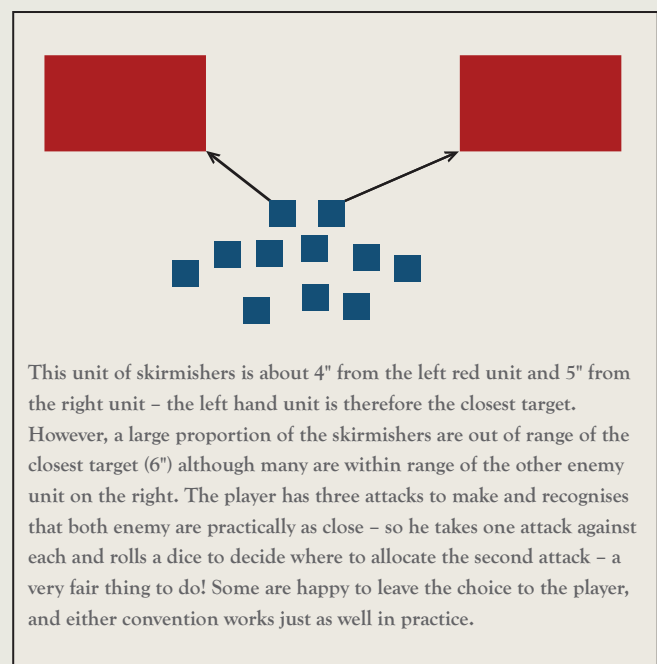 This unit of skirmishers is about 4" from the left red unit and 5" from
the right unit – the left hand unit is therefore the closest target.
However, a large proportion of the skirmishers are out of range of the
closest target (6") although many are within range of the other enemy
unit on the right. The player has three attacks to make and recognises
that both enemy are practically as close – so he takes one attack against
each and rolls a dice to decide where to allocate the second attack – a
very fair thing to do! Some are happy to leave the choice to the player,
and either convention works just as well in practice.